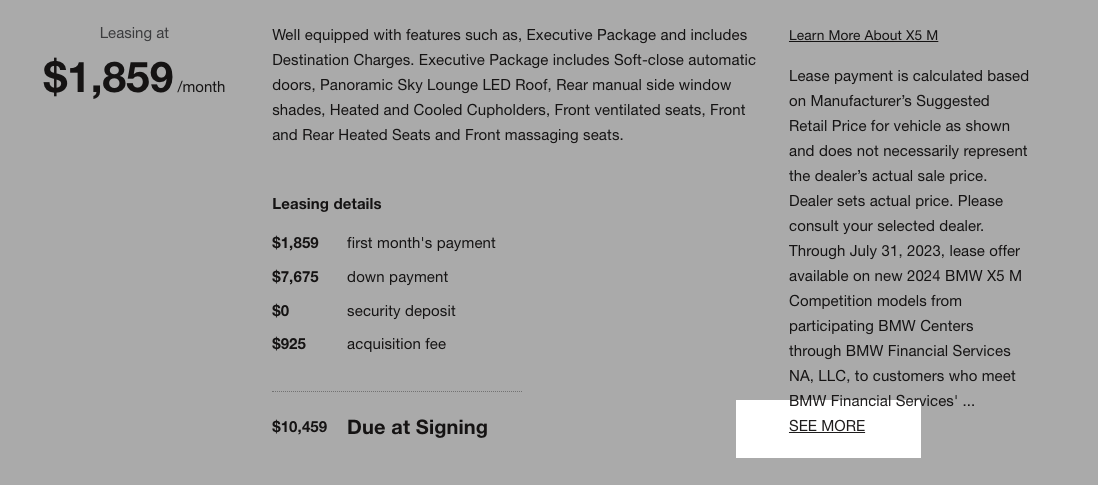 Leasing at
$1,859 /month
Well equipped with features such as, Executive Package and includes
Destination Charges. Executive Package includes Soft-close automatic
doors, Panoramic Sky Lounge LED Roof, Rear manual side window
shades, Heated and Cooled Cupholders, Front ventilated seats, Front
and Rear Heated Seats and Front massaging seats.
Leasing details
$1,859 first month's payment
$7,675 down payment
$0 security deposit
$925 acquisition fee
$10,459 Due at Signing
Learn More About X5 M
Lease payment is calculated based
on Manufacturer’s Suggested
Retail Price for vehicle as shown
and does not necessarily represent
the dealer’s actual sale price.
Dealer sets actual price. Please
consult your selected dealer.
Through July 31, 2023, lease offer
available on new 2024 BMW X5 M
Competition models from
participating BMW Centers
through BMW Financial Services
NA, LLC, to customers who meet
BMW Financial Services' ...
SEE MORE